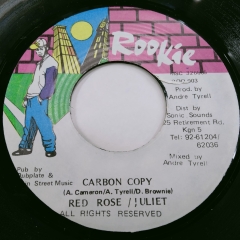 Rookie
Prod. by
Andre Tyrell
Dist by
Sonic Sounds
25 Retirement Rd.
Kgn 5
Tel: 92-61204/
62036
Mixed by
Andre Tyrell
Pub by
Dubplate &
Street Music
CARBON COPY
(A. Cameron/A. Tyrell/D. Brownie)
RED ROSE / JULIET
ALL RIGHTS RESERVED